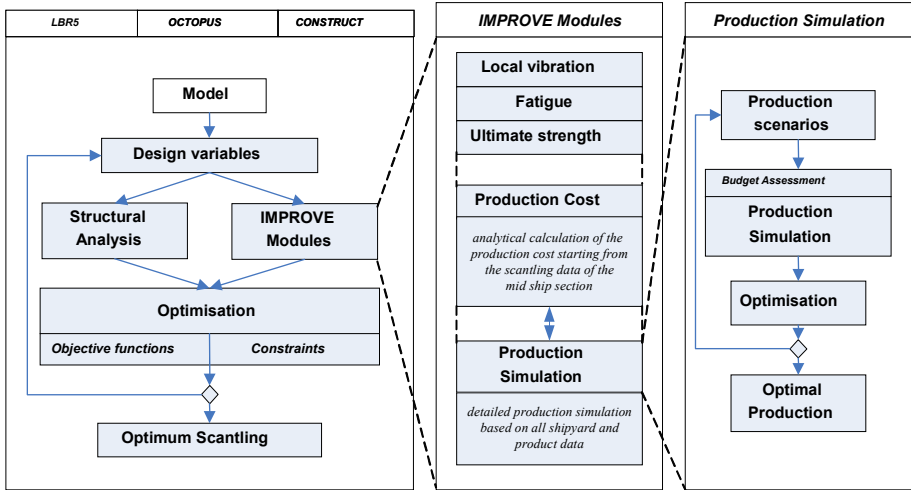 LBR5
OCTOPUS
CONSTRUCT
Model
Design variables
Structural
Analysis
IMPROVE
Modules
Optimisation
Objective functions
Constraints
Optimum Scantling
IMPROVE Modules
Local vibration
Fatigue
Ultimate strength
Production Cost
analytical calculation of the
production cost starting from
the scantling data of the
mid ship section
Production
Simulation
detailed production simulation
based on all shipyard and
product data
Production Simulation
Production
scenarios
Budget Assessment
Production
Simulation
Optimisation
Optimal
Production